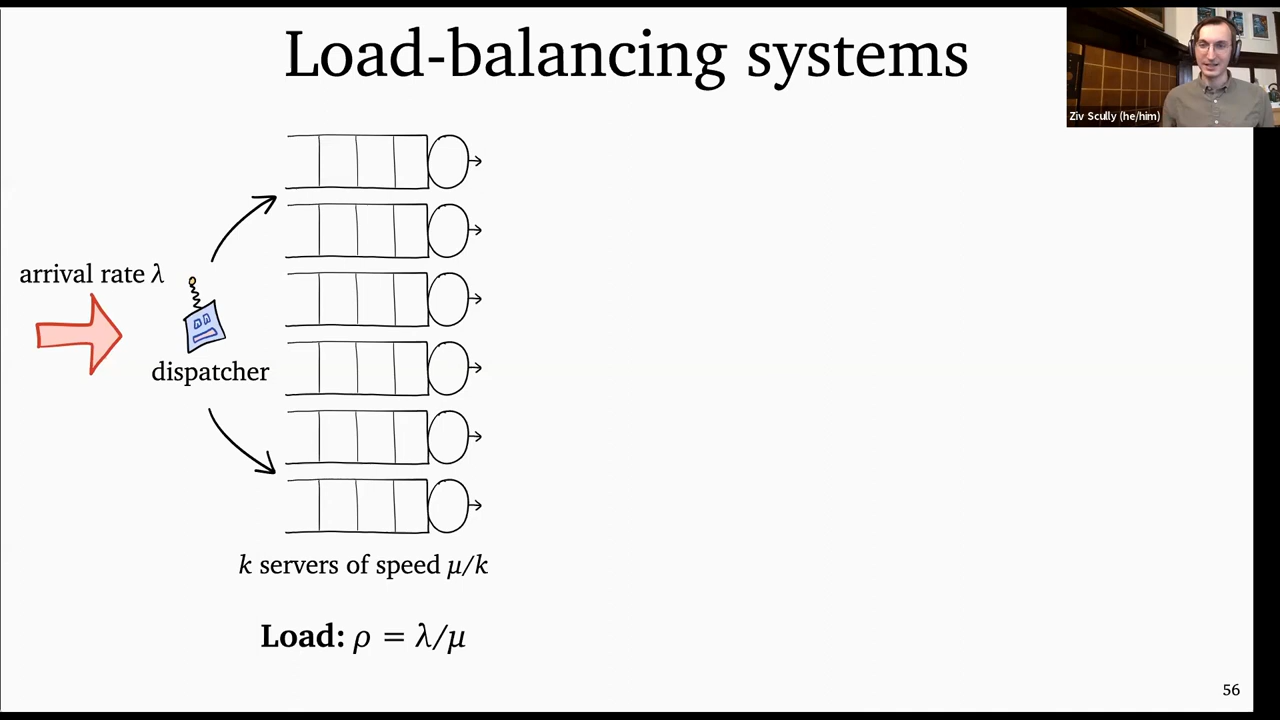 Load-balancing systems
Ziv Scully (he/him)
arrival rate λ
dispatcher
k servers of speed μ/k
Load: ρ = λ/μ
56